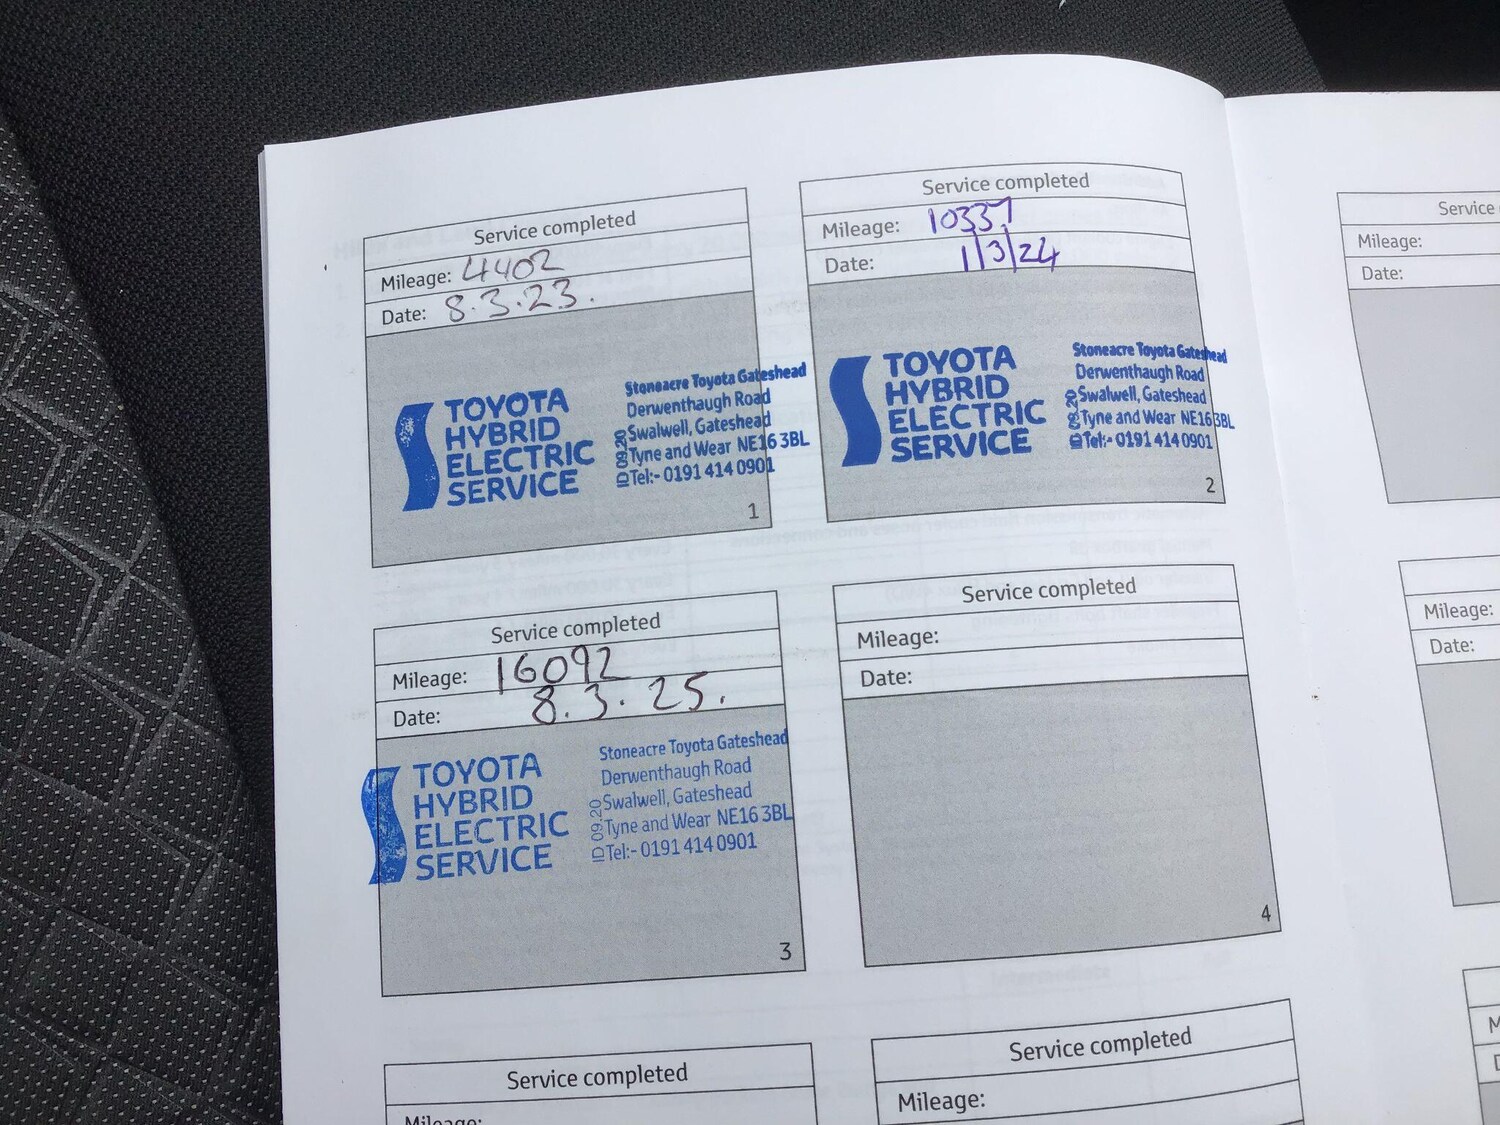 Service completed
Mileage: 4402
Date: 8.3.23.
TOYOTA
HYBRID
ELECTRIC
SERVICE
Stoneacre Toyota Gateshead
Derwenthaugh Road
Swalwell, Gateshead
Tyne and Wear NE16 3BL
Tel:- 0191 414 0901
ID 09.20
1
Service completed
Mileage: 10337
Date: 1/3/24
TOYOTA
HYBRID
ELECTRIC
SERVICE
Stoneacre Toyota Gateshead
Derwenthaugh Road
Swalwell, Gateshead
Tyne and Wear NE16 3BL
Tel:- 0191 414 0901
2
Service
Mileage:
Date:
Service completed
Mileage: 16092
Date: 8.3.25.
TOYOTA
HYBRID
ELECTRIC
SERVICE
Stoneacre Toyota Gateshead
Derwenthaugh Road
Swalwell, Gateshead
Tyne and Wear NE16 3BL
Tel:- 0191 414 0901
ID 09.20
3
Service completed
Mileage:
Date:
4
Mileage:
Date:
Service completed
Mileage:
Service completed
Mileage: